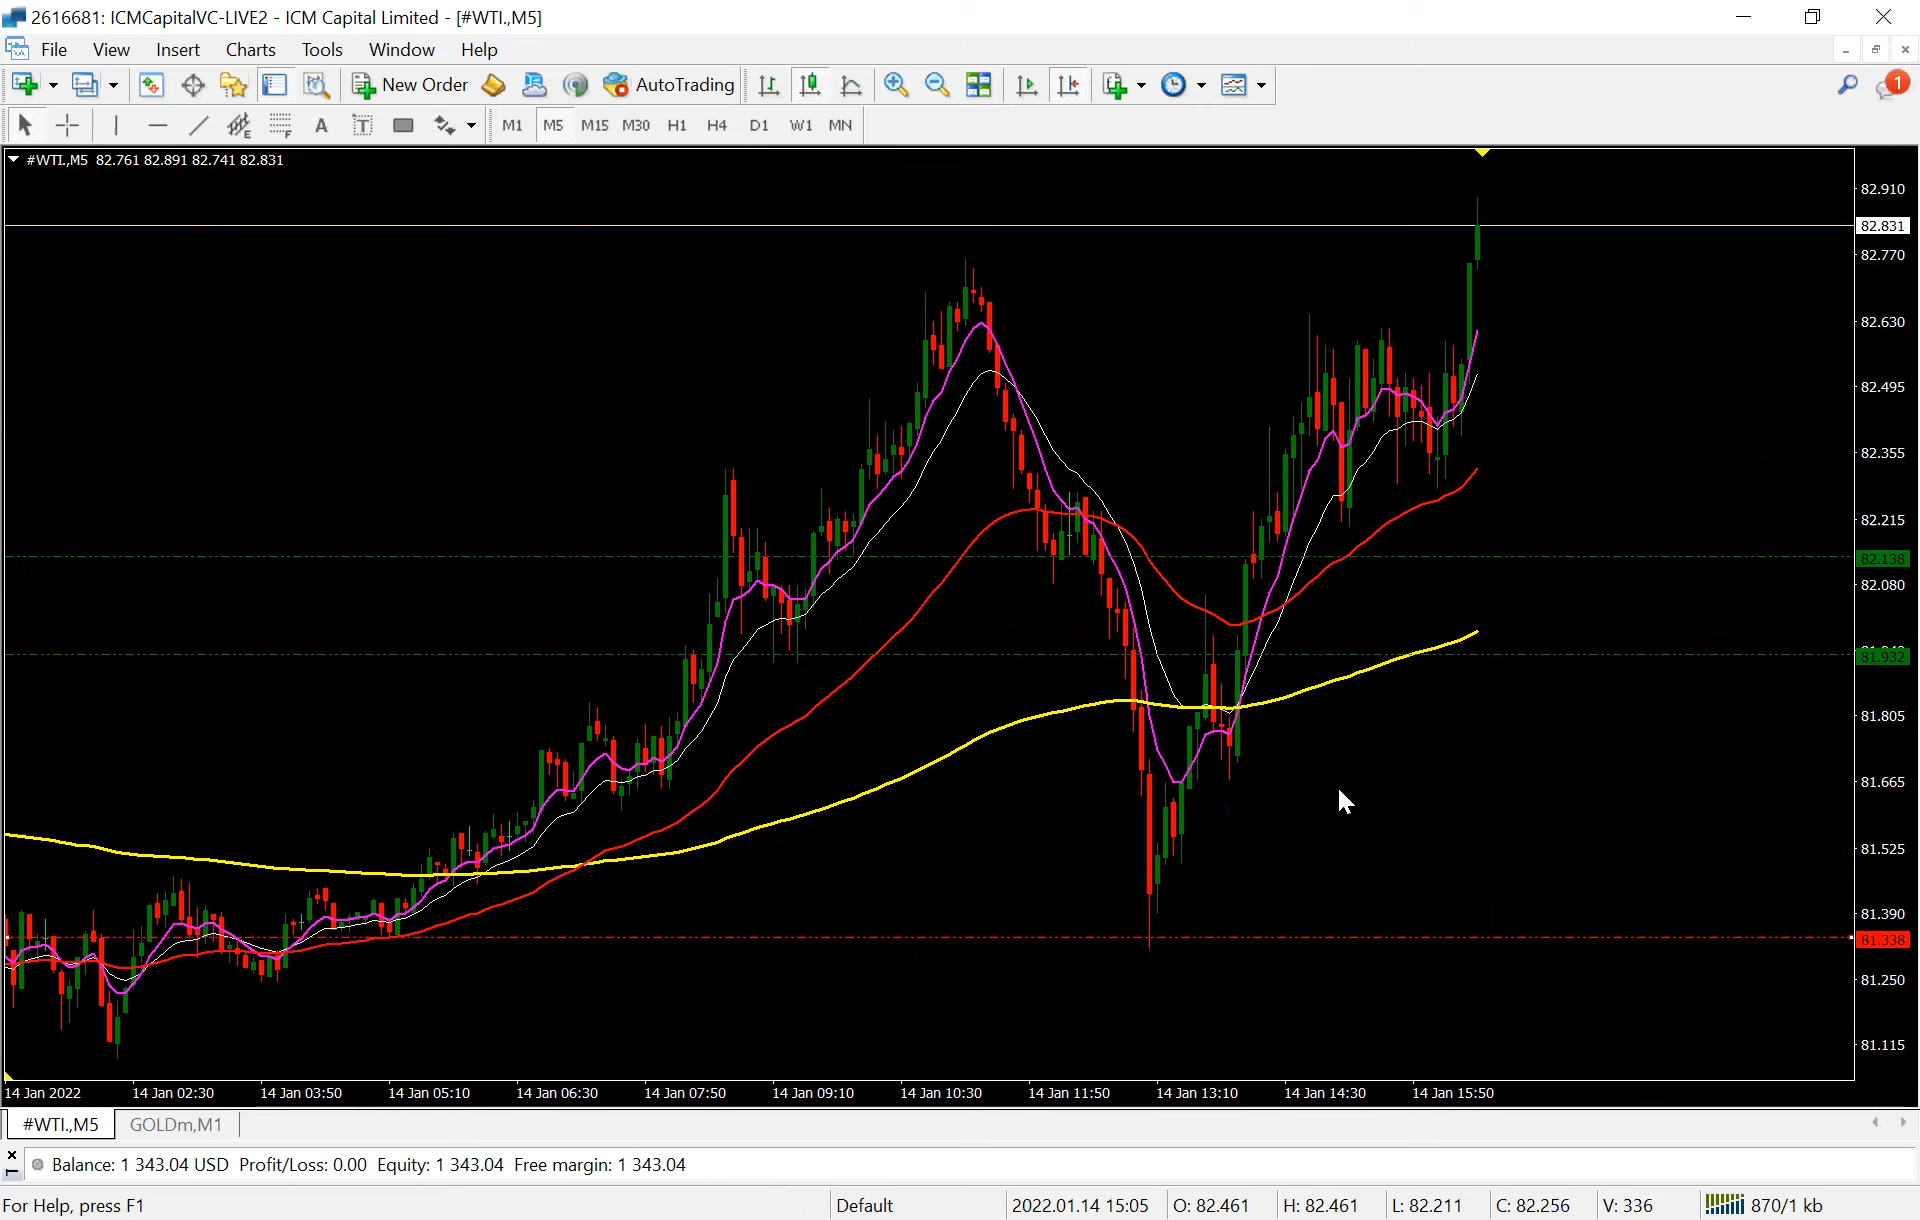 2616681: ICMCapitalVC-LIVE2 - ICM Capital Limited - [#WTI.,M5]
File View Insert Charts Tools Window Help
New Order AutoTrading 1
A T M1 M5 M15 M30 H1 H4 D1 W1 MN
#WTI.,M5 82.761 82.891 82.741 82.831
82.910
82.831
82.770
82.630
82.495
82.355
82.215
82.138
82.080
81.932
81.805
81.665
81.525
81.390
81.338
81.250
81.115
14 Jan 2022 14 Jan 02:30 14 Jan 03:50 14 Jan 05:10 14 Jan 06:30 14 Jan 07:50 14 Jan 09:10 14 Jan 10:30 14 Jan 11:50 14 Jan 13:10 14 Jan 14:30 14 Jan 15:50
#WTI.,M5 GOLDm,M1
Balance: 1 343.04 USD Profit/Loss: 0.00 Equity: 1 343.04 Free margin: 1 343.04
For Help, press F1 Default 2022.01.14 15:05 O: 82.461 H: 82.461 L: 82.211 C: 82.256 V: 336 870/1 kb